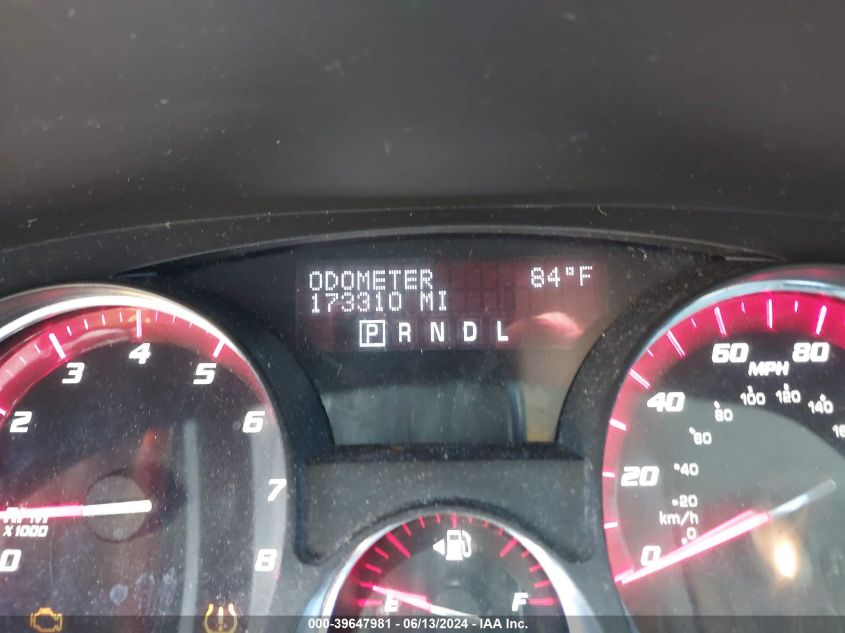 ODOMETER 84°F
173310 MI
P R N D L
0 2 3 4 5 6 7 8
RPM
X1000
0 20 40 60 80
MPH
0 20 40 60 80 100 120 140
km/h
E F
000-39647981 - 06/13/2024 - IAA Inc.